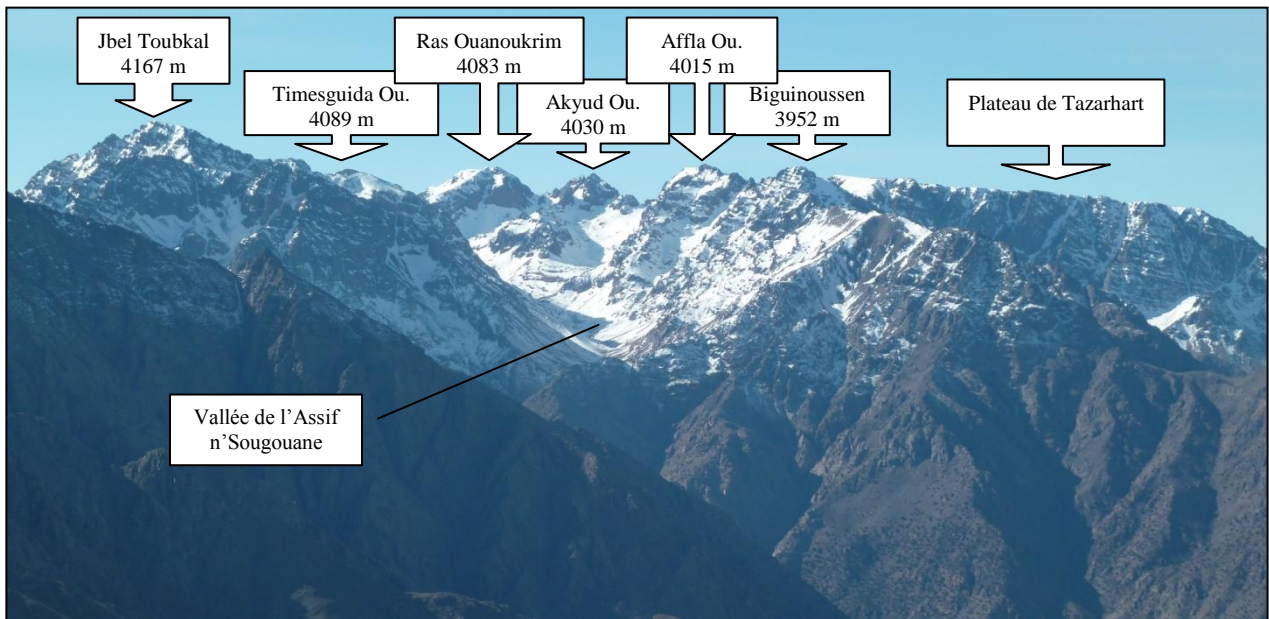 Jbel Toubkal
4167 m
Timesguida Ou.
4089 m
Ras Ouanoukrim
4083 m
Akyud Ou.
4030 m
Affla Ou.
4015 m
Biguinoussen
3952 m
Plateau de Tazarhart
Vallée de l’Assif
n’Sougouane